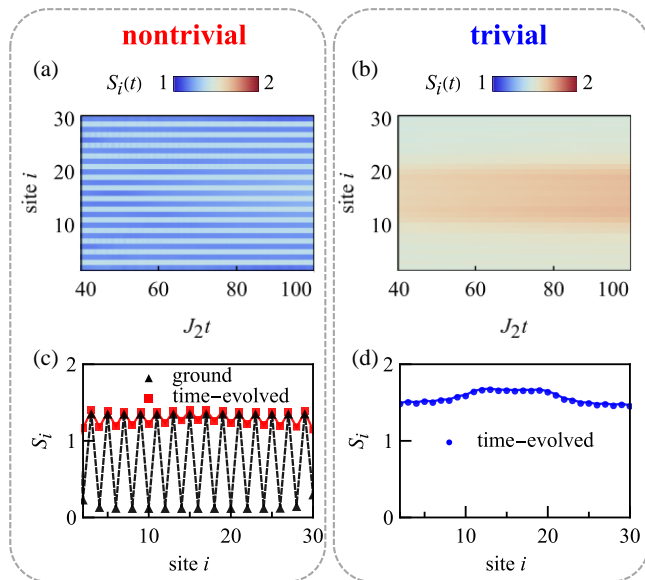 nontrivial
trivial
(a)
S_i(t) 1 2
30
20
10
site i
40 60 80 100
J_2t
(b)
S_i(t) 1 2
30
20
10
site i
40 60 80 100
J_2t
(c)
2
1
0
S_i
ground
time−evolved
10 20 30
site i
(d)
2
1
0
S_i
time−evolved
10 20 30
site i